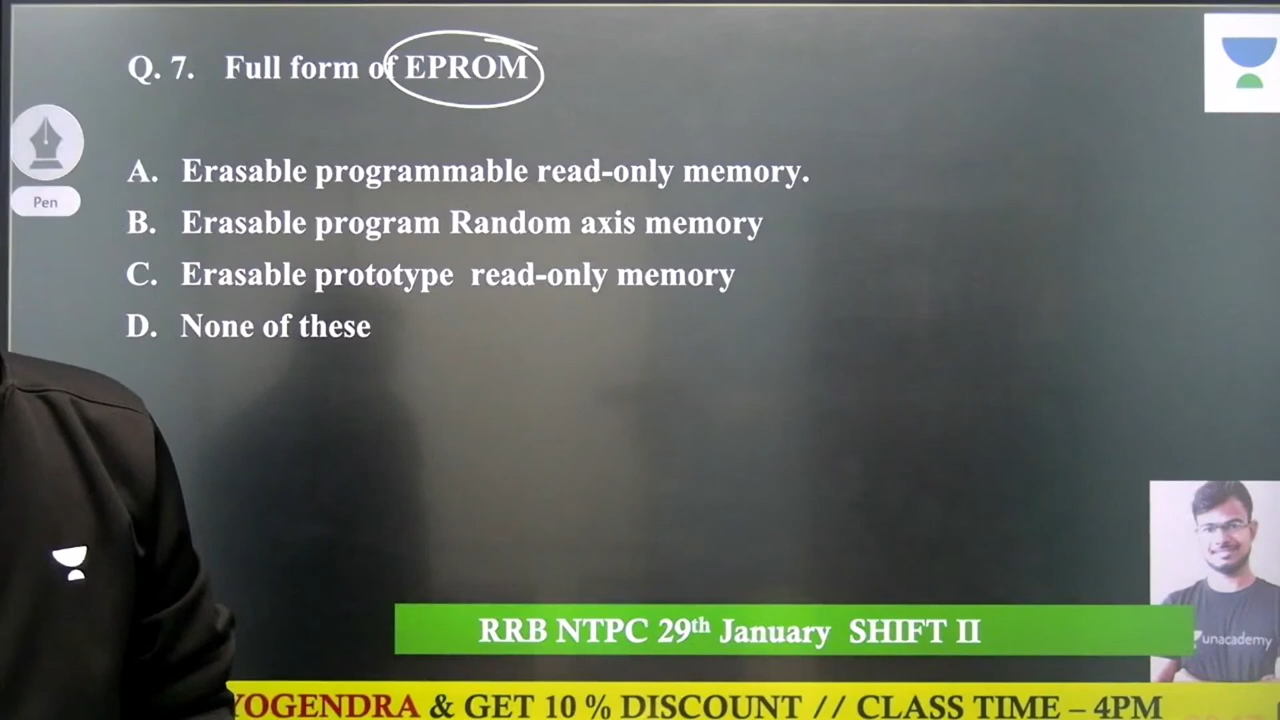 Q. 7. Full form of EPROM
Pen
A. Erasable programmable read-only memory.
B. Erasable program Random axis memory
C. Erasable prototype read-only memory
D. None of these
RRB NTPC 29th January SHIFT II
unacademy
YOGENDRA & GET 10 % DISCOUNT // CLASS TIME – 4PM